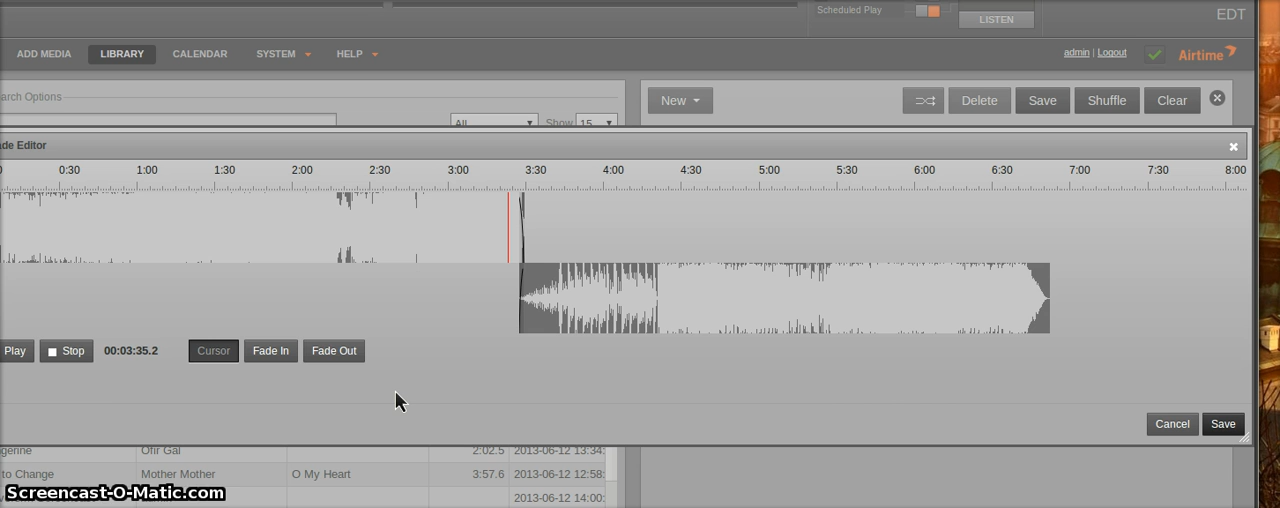 Scheduled Play
LISTEN
EDT
ADD MEDIA LIBRARY CALENDAR SYSTEM HELP
admin | Logout
Airtime
arch Options
All Show 15
New Delete Save Shuffle Clear
de Editor
0:30 1:00 1:30 2:00 2:30 3:00 3:30 4:00 4:30 5:00 5:30 6:00 6:30 7:00 7:30 8:00
Play Stop 00:03:35.2 Cursor Fade In Fade Out
Cancel Save
gerine Ofir Gal 2:02.5 2013-06-12 13:34:
to Change Mother Mother O My Heart 3:57.6 2013-06-12 12:58:
2013-06-12 14:00:
Screencast-O-Matic.com